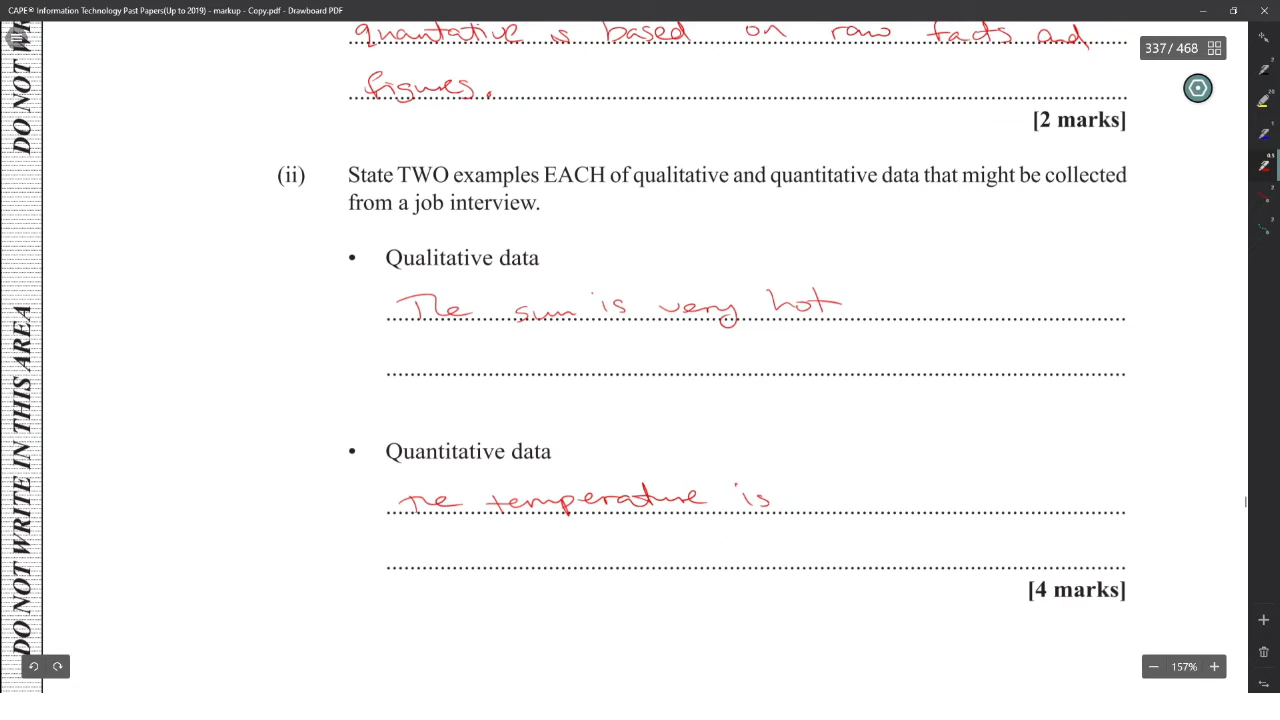 CAPE® Information Technology Past Papers(Up to 2019) - markup - Copy.pdf - Drawboard PDF
quantative is based on raw facts and
337 / 468
figures.
[2 marks]
(ii) State TWO examples EACH of qualitative and quantitative data that might be collected
from a job interview.
• Qualitative data
The sun is very hot
• Quantitative data
The temperature is
[4 marks]
157%
DO NOT WRITE IN THIS AREA
DO NOT